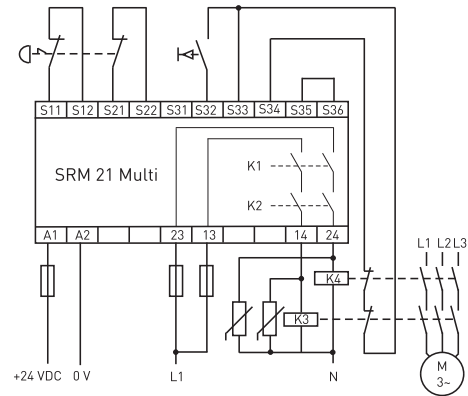 S11 S12 S21 S22 S31 S32 S33 S34 S35 S36
K1
SRM 21 Multi
K2
A1 A2 23 13 14 24
L1 L2 L3
K4
K3
M
3~
+24 VDC 0 V L1 N